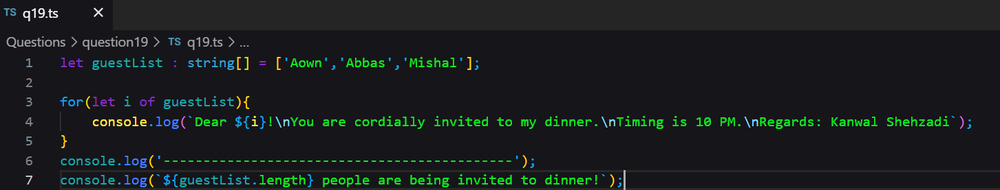 TS q19.ts ×
Questions > question19 > TS q19.ts > ...
1 let guestList : string[] = ['Aown','Abbas','Mishal'];
2
3 for(let i of guestList){
4 console.log(`Dear ${i}!\nYou are cordially invited to my dinner.\nTiming is 10 PM.\nRegards: Kanwal Shehzadi`);
5 }
6 console.log('--------------------------------------------');
7 console.log(`${guestList.length} people are being invited to dinner!`);